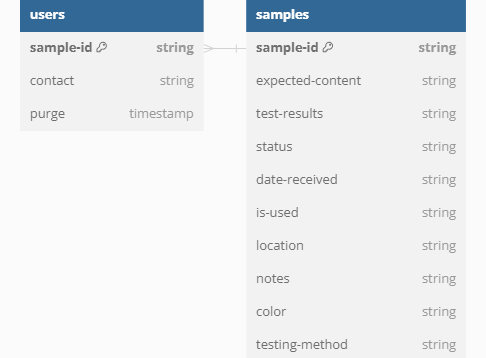 users
sample-id string
contact string
purge timestamp
samples
sample-id string
expected-content string
test-results string
status string
date-received string
is-used string
location string
notes string
color string
testing-method string